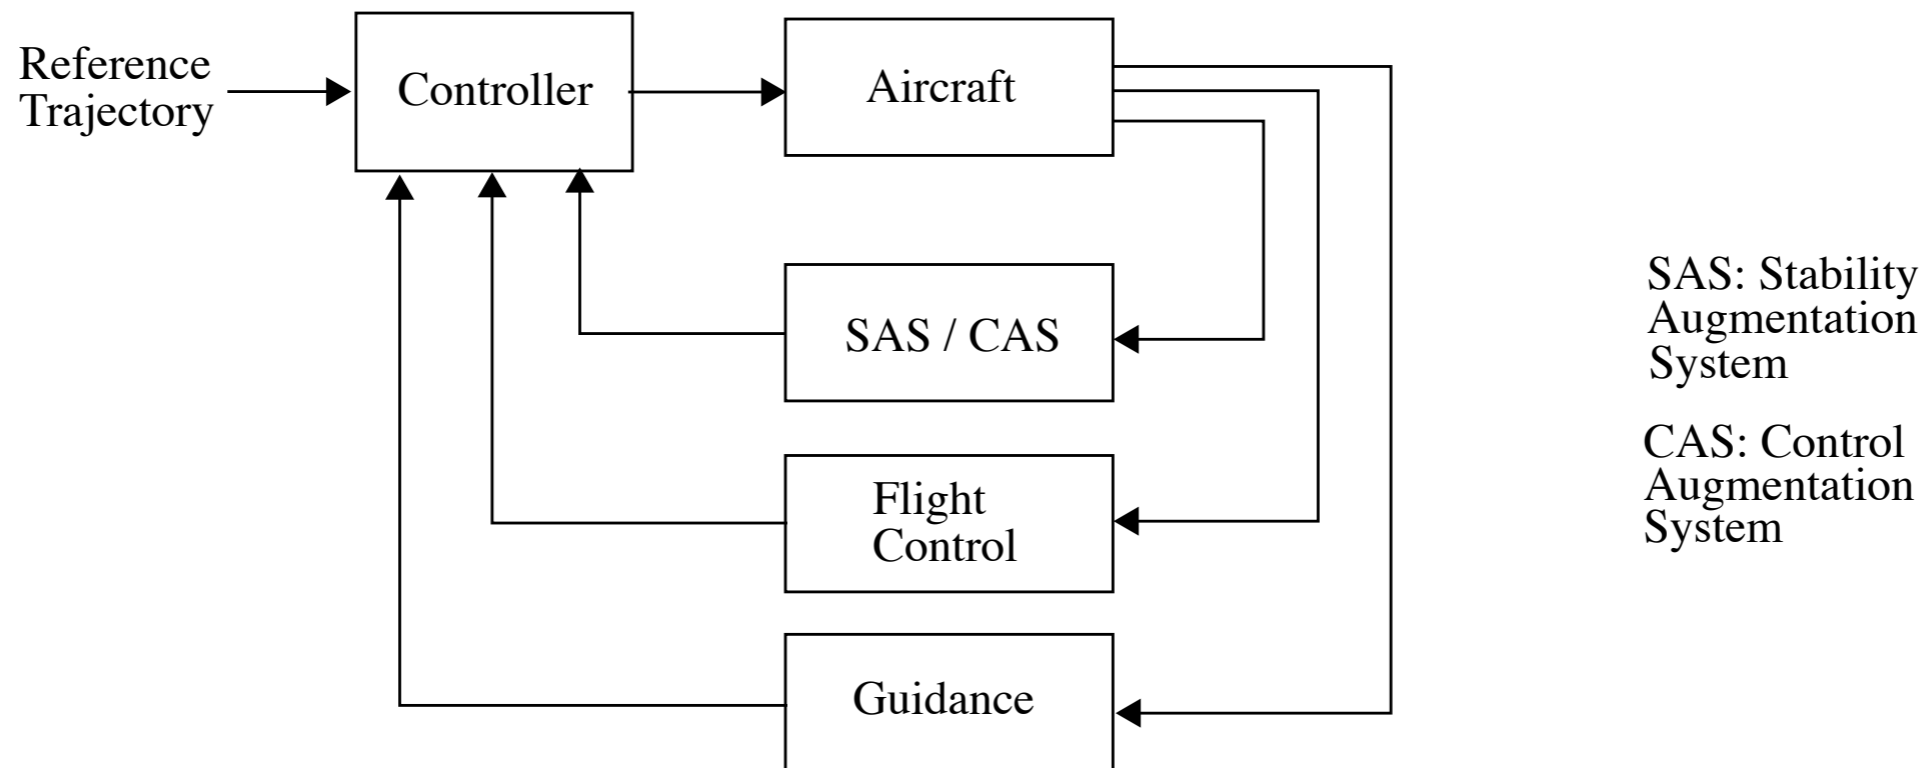 Reference
Trajectory
Controller
Aircraft
SAS / CAS
Flight
Control
Guidance
SAS: Stability
Augmentation
System
CAS: Control
Augmentation
System